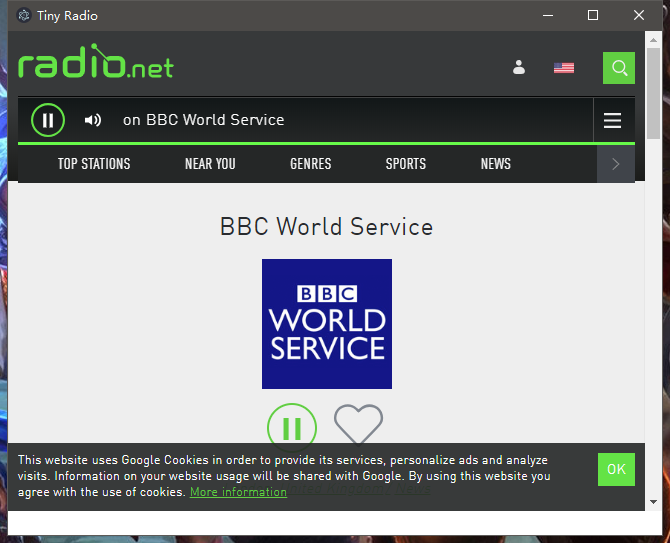 Tiny Radio
radio.net
on BBC World Service
TOP STATIONS NEAR YOU GENRES SPORTS NEWS
BBC World Service
BBC
WORLD
SERVICE
This website uses Google Cookies in order to provide its services, personalize ads and analyze
visits. Information on your website usage will be shared with Google. By using this website you
agree with the use of cookies. More information
OK